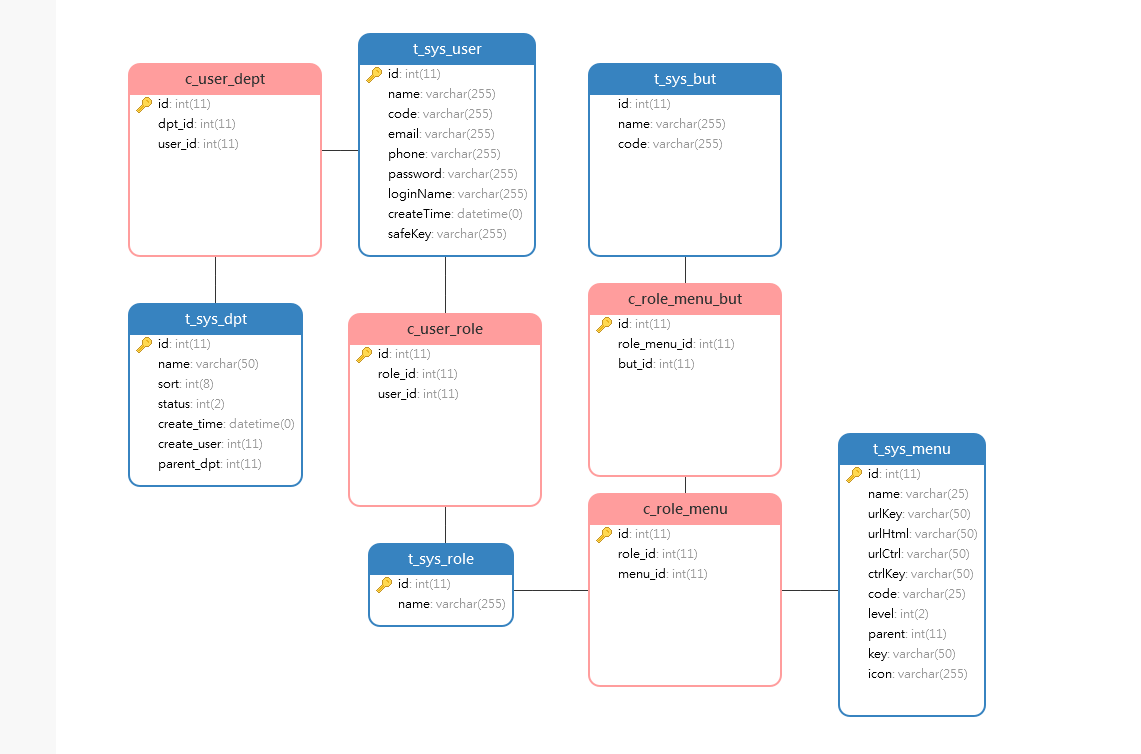 c_user_dept
id: int(11)
dpt_id: int(11)
user_id: int(11)
t_sys_user
id: int(11)
name: varchar(255)
code: varchar(255)
email: varchar(255)
phone: varchar(255)
password: varchar(255)
loginName: varchar(255)
createTime: datetime(0)
safeKey: varchar(255)
t_sys_but
id: int(11)
name: varchar(255)
code: varchar(255)
t_sys_dpt
id: int(11)
name: varchar(50)
sort: int(8)
status: int(2)
create_time: datetime(0)
create_user: int(11)
parent_dpt: int(11)
c_user_role
id: int(11)
role_id: int(11)
user_id: int(11)
c_role_menu_but
id: int(11)
role_menu_id: int(11)
but_id: int(11)
t_sys_role
id: int(11)
name: varchar(255)
c_role_menu
id: int(11)
role_id: int(11)
menu_id: int(11)
t_sys_menu
id: int(11)
name: varchar(25)
urlKey: varchar(50)
urlHtml: varchar(50)
urlCtrl: varchar(50)
ctrlKey: varchar(50)
code: varchar(25)
level: int(2)
parent: int(11)
key: varchar(50)
icon: varchar(255)